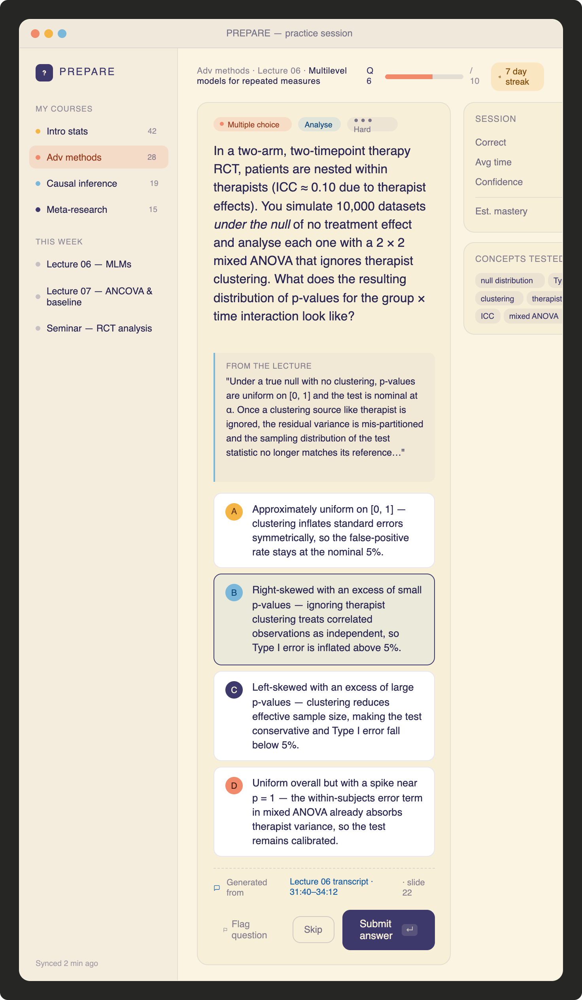 PREPARE — practice session
? PREPARE
MY COURSES
Intro stats 42
Adv methods 28
Causal inference 19
Meta-research 15
THIS WEEK
Lecture 06 — MLMs
Lecture 07 — ANCOVA &
baseline
Seminar — RCT analysis
Synced 2 min ago
Adv methods · Lecture 06 · Multilevel
models for repeated measures
Q
6
/
10
7 day
streak
Multiple choice
Analyse
Hard
In a two-arm, two-timepoint therapy
RCT, patients are nested within
therapists (ICC ≈ 0.10 due to therapist
effects). You simulate 10,000 datasets
under the null of no treatment effect
and analyse each one with a 2 × 2
mixed ANOVA that ignores therapist
clustering. What does the resulting
distribution of p-values for the group ×
time interaction look like?
FROM THE LECTURE
"Under a true null with no clustering, p-values
are uniform on [0, 1] and the test is nominal at
α. Once a clustering source like therapist is
ignored, the residual variance is mis-partitioned
and the sampling distribution of the test
statistic no longer matches its reference…"
A
Approximately uniform on [0, 1] —
clustering inflates standard errors
symmetrically, so the false-positive
rate stays at the nominal 5%.
B
Right-skewed with an excess of small
p-values — ignoring therapist
clustering treats correlated
observations as independent, so
Type I error is inflated above 5%.
C
Left-skewed with an excess of large
p-values — clustering reduces
effective sample size, making the test
conservative and Type I error fall
below 5%.
D
Uniform overall but with a spike near
p = 1 — the within-subjects error term
in mixed ANOVA already absorbs
therapist variance, so the test
remains calibrated.
Generated
from
Lecture 06 transcript ·
31:40–34:12
· slide
22
Flag
question
Skip
Submit
answer
SESSION
Correct
Avg time
Confidence
Est. mastery
CONCEPTS TESTED
null distribution
clustering therapist
ICC mixed ANOVA